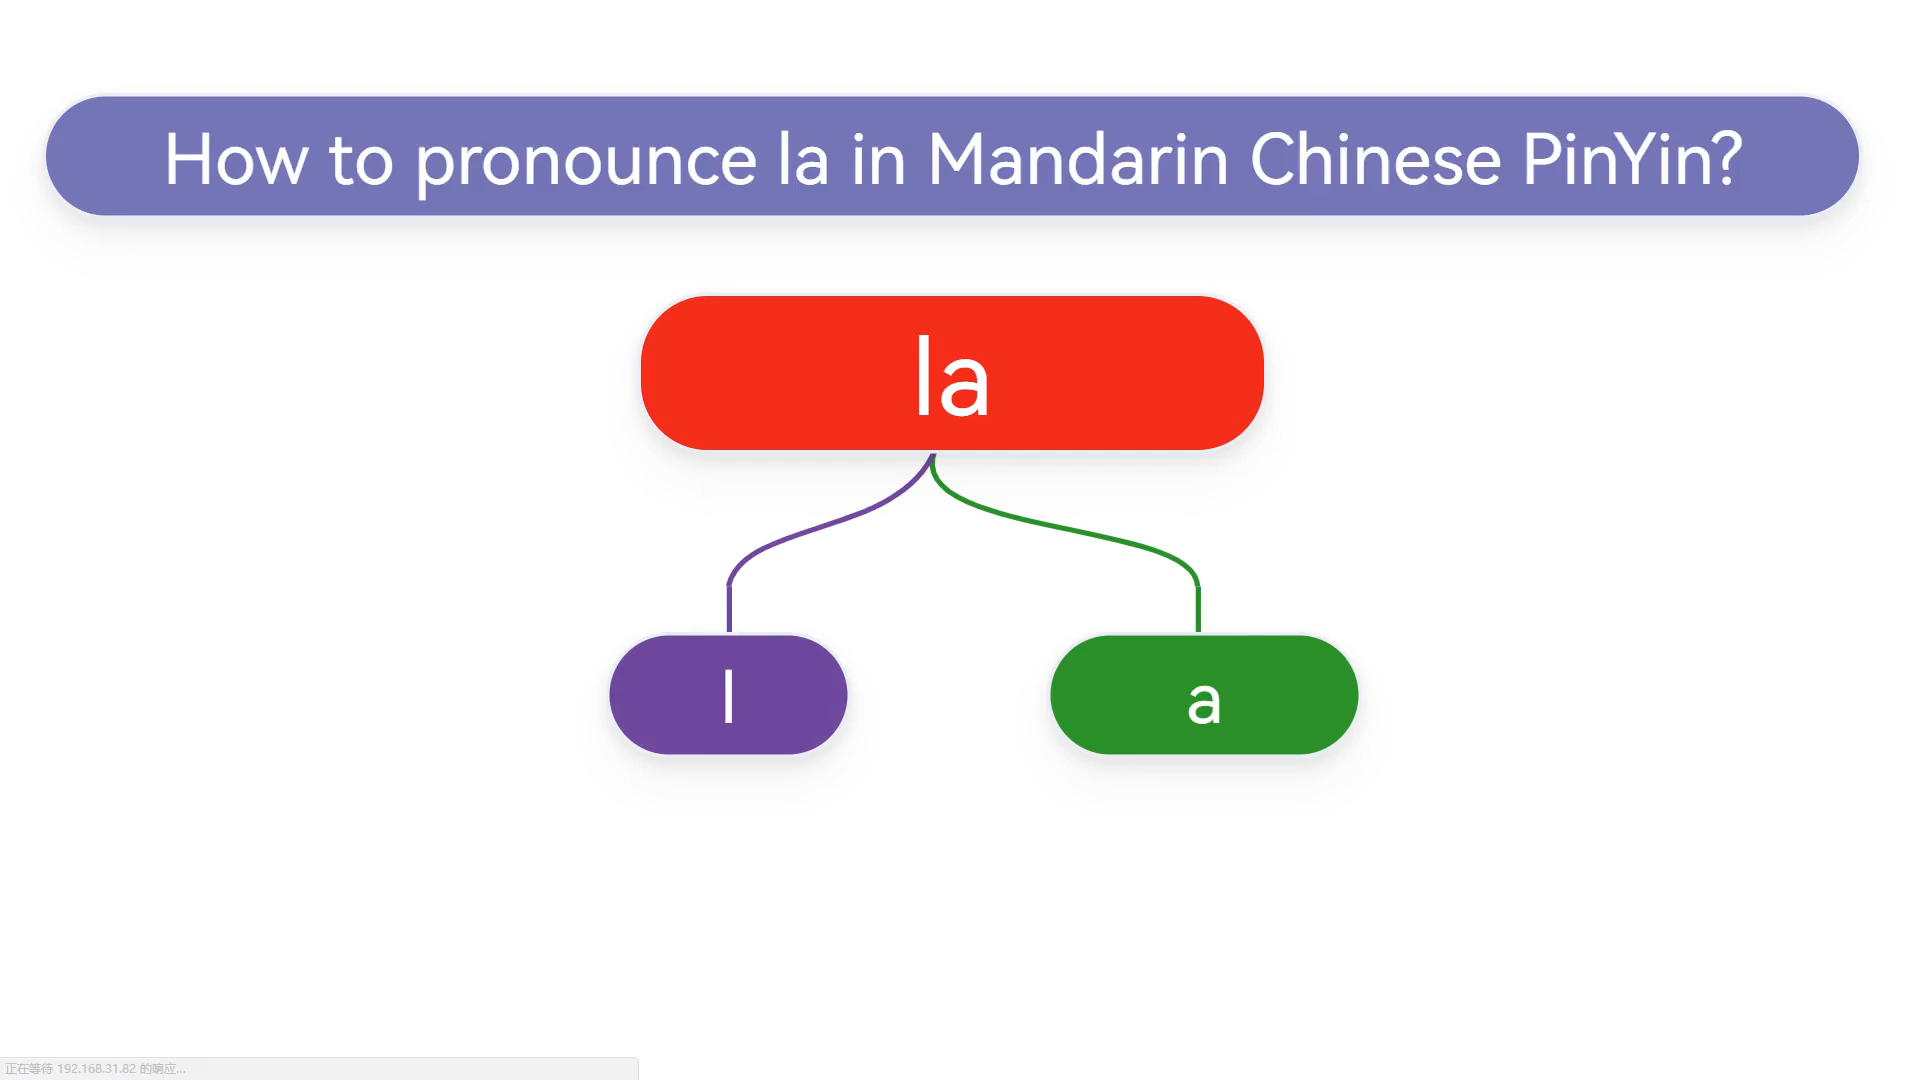 How to pronounce la in Mandarin Chinese PinYin?
la
l
a
正在等待 192.168.31.82 的响应...